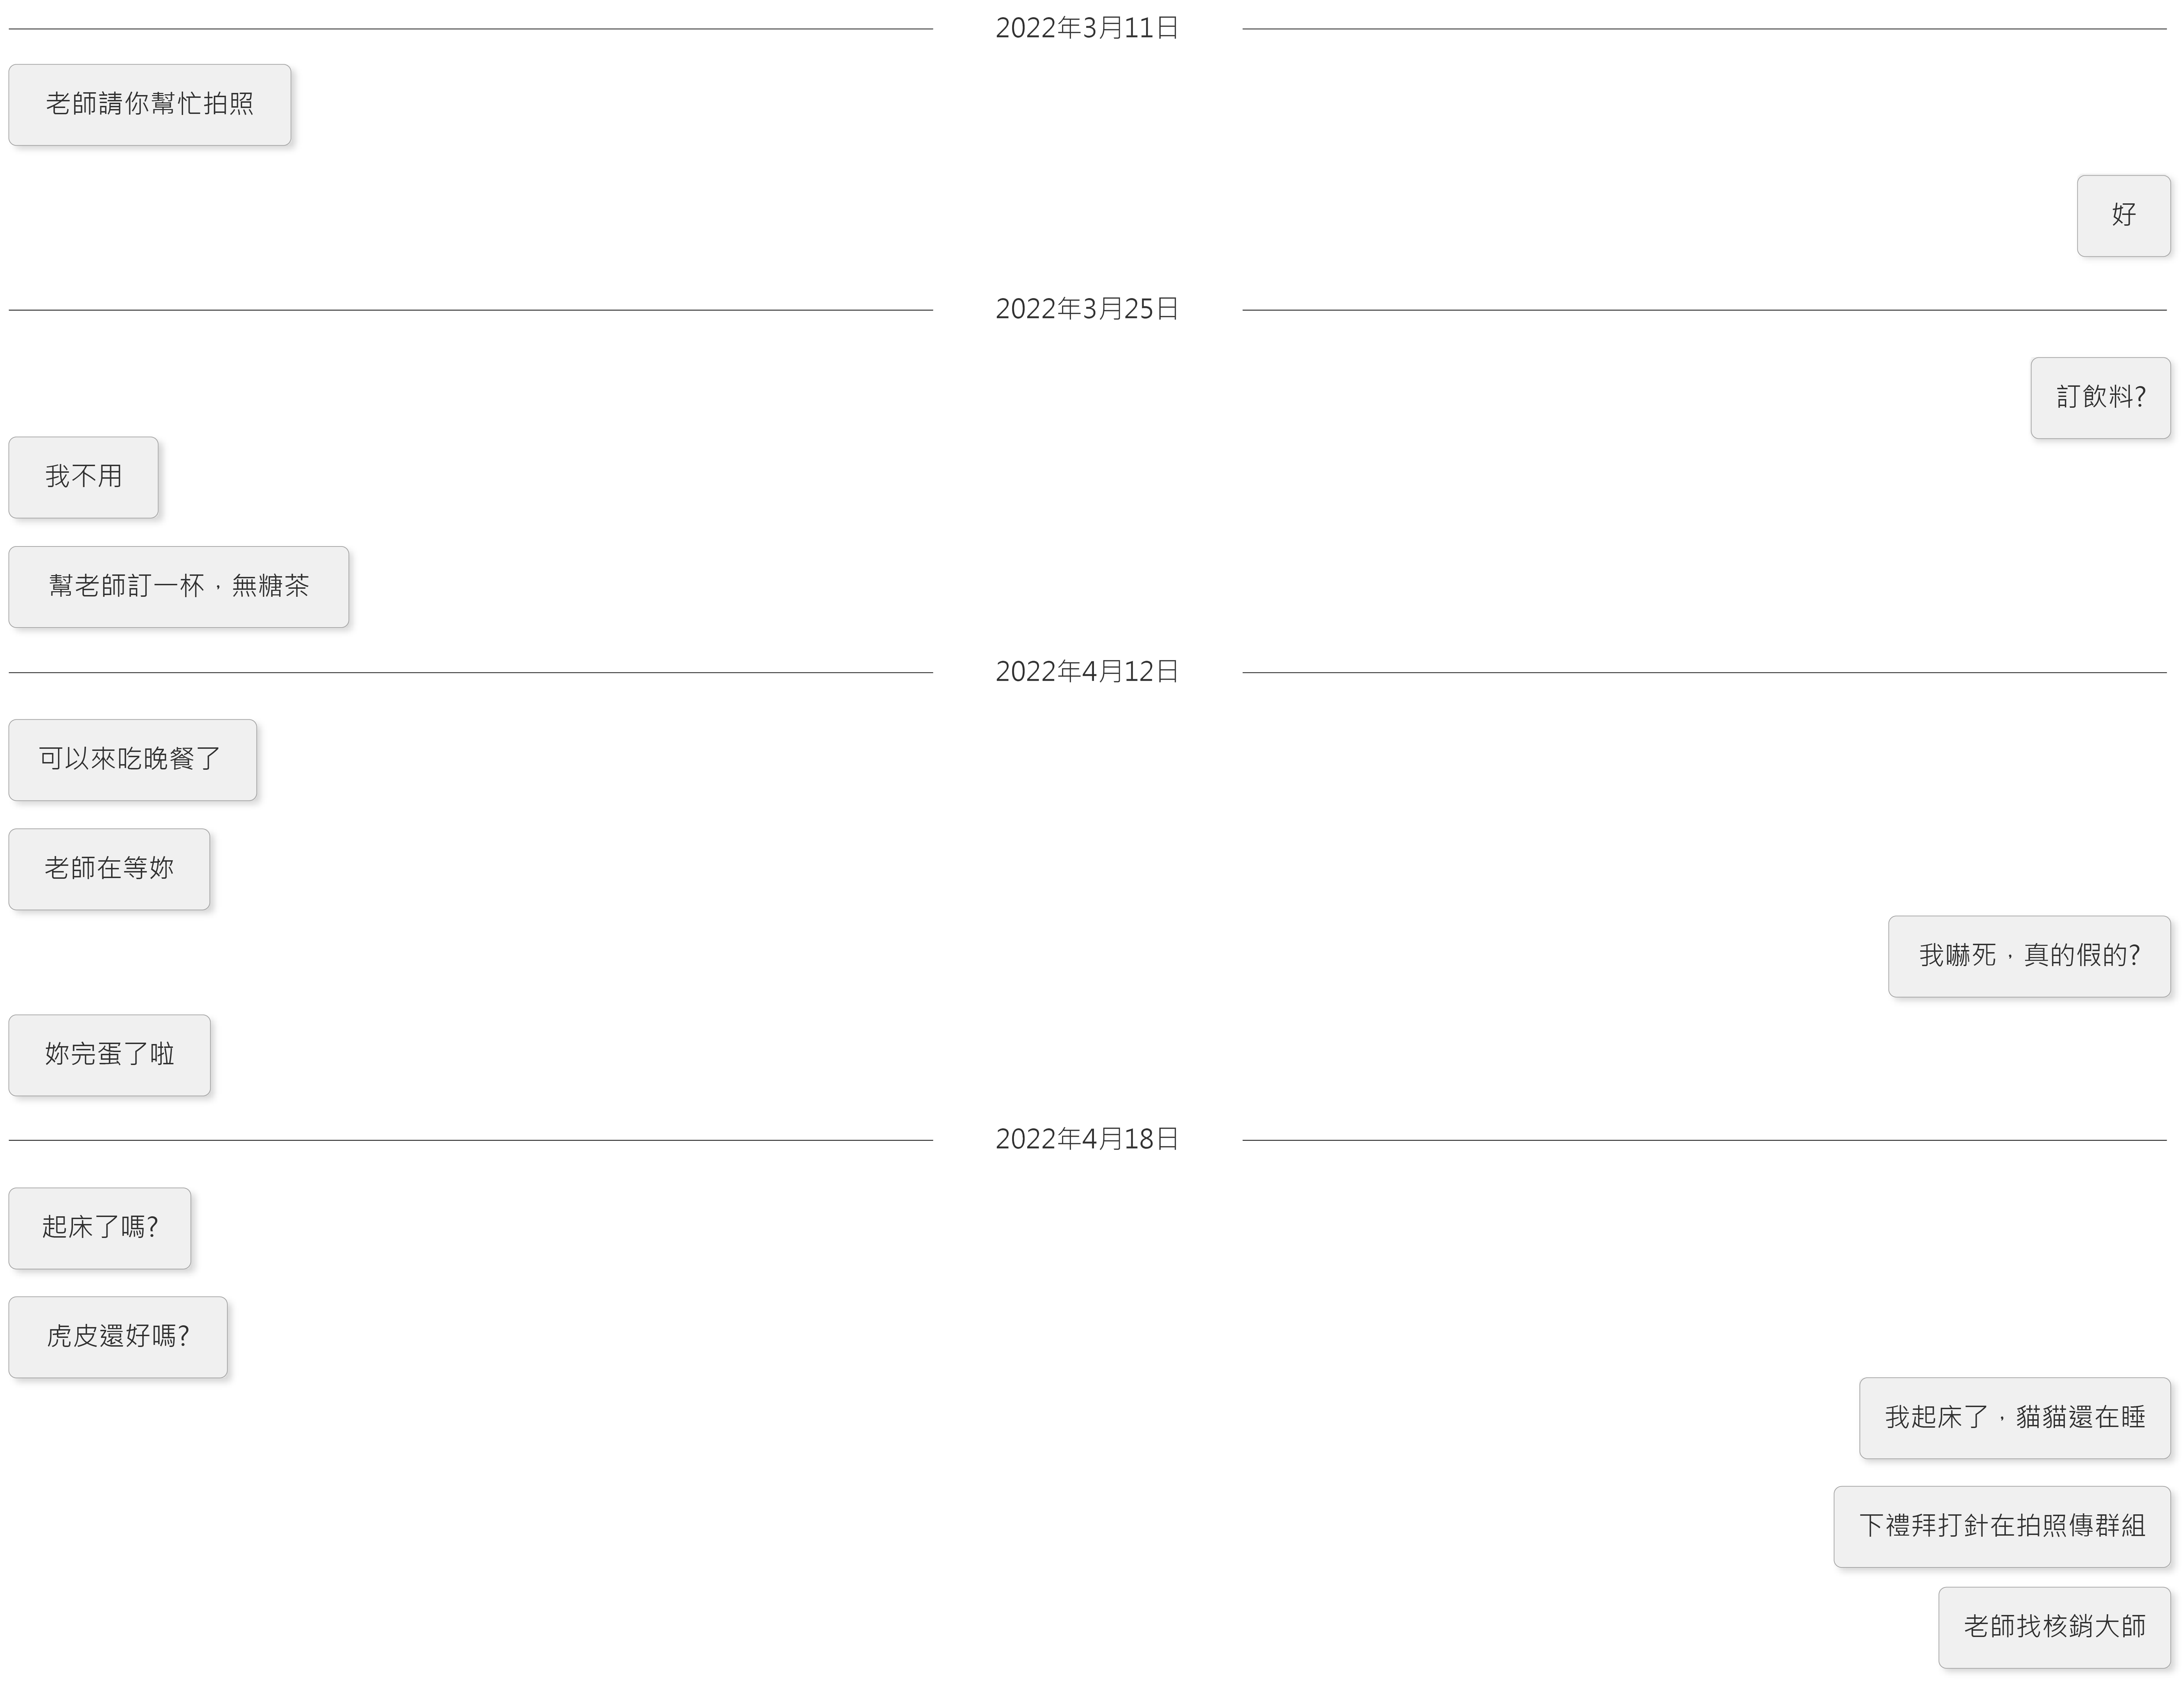 2022年3月11日
老師請你幫忙拍照
好
2022年3月25日
訂飲料?
我不用
幫老師訂一杯，無糖茶
2022年4月12日
可以來吃晚餐了
老師在等妳
我嚇死，真的假的?
妳完蛋了啦
2022年4月18日
起床了嗎?
虎皮還好嗎?
我起床了，貓貓還在睡
下禮拜打針在拍照傳群組
老師找核銷大師